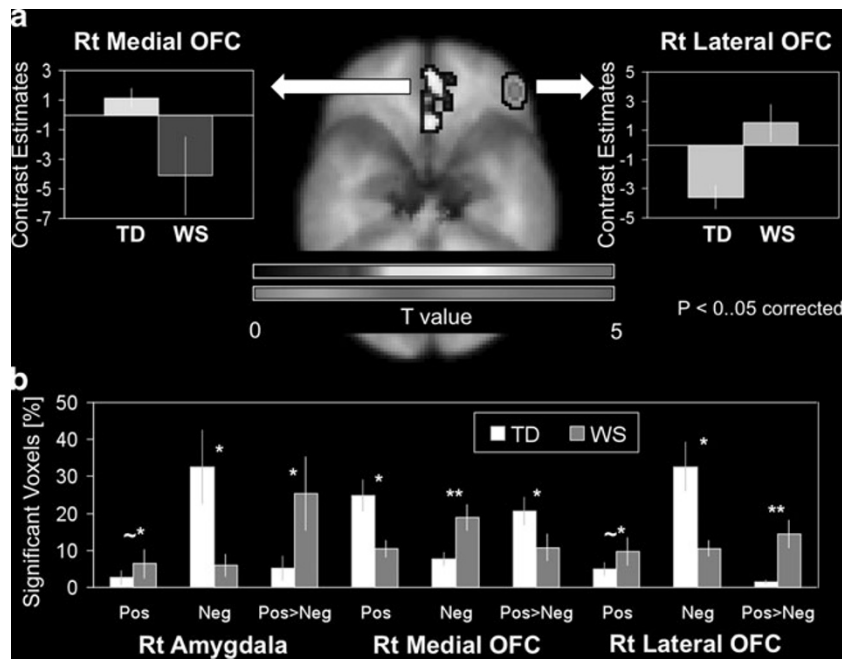 a
Rt Medial OFC
Rt Lateral OFC
Contrast Estimates
3
1
-1
-3
-5
-7
TD WS
Contrast Estimates
5
3
1
-1
-3
-5
TD WS
0 T value 5
P < 0..05 corrected
b
Significant Voxels [%]
50
40
30
20
10
0
TD WS
~* * * * ** * ~* * **
Pos Neg Pos>Neg Pos Neg Pos>Neg Pos Neg Pos>Neg
Rt Amygdala Rt Medial OFC Rt Lateral OFC